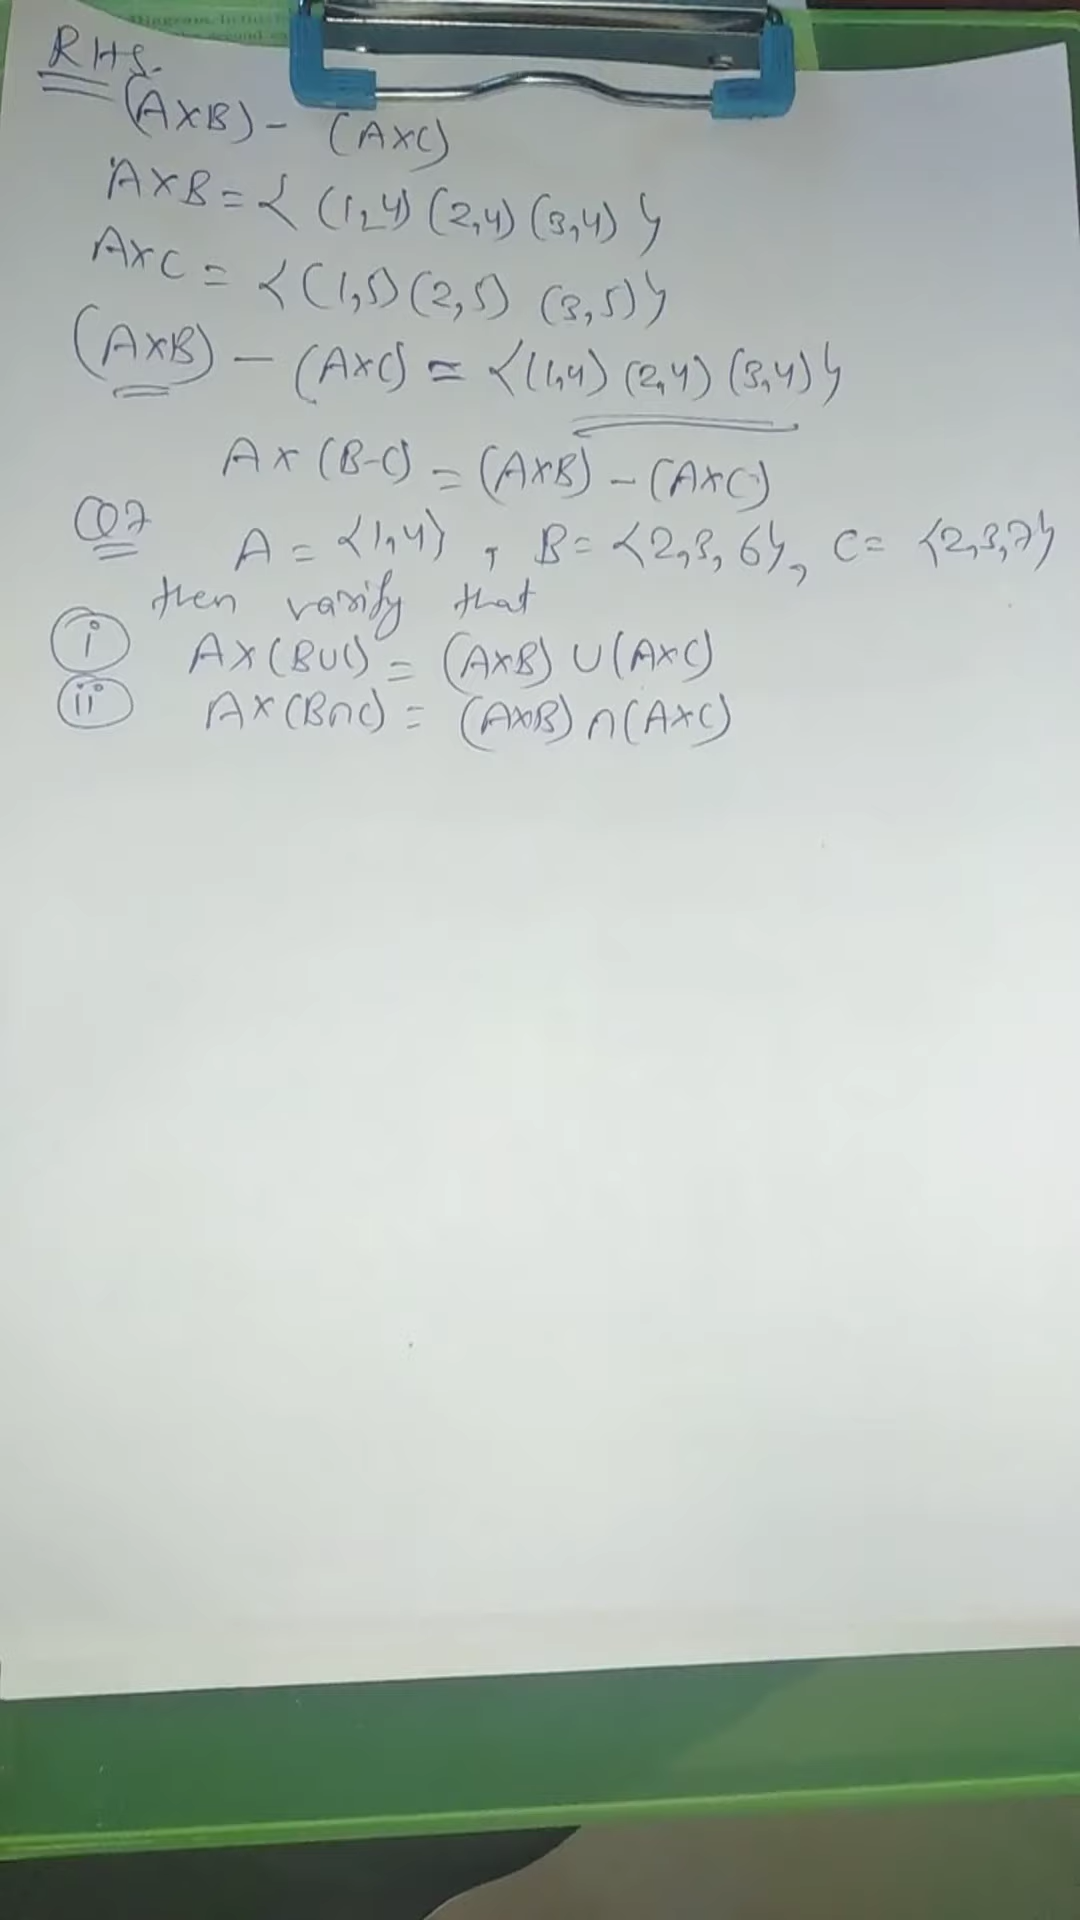 RHS.
(A×B) - (A×C)
A×B = { (1,4) (2,4) (3,4) }
A×C = {(1,5) (2,5) (3,5)}
(A×B) - (A×C) = {(1,4) (2,4) (3,4)}
A×(B-C) = (A×B) - (A×C)
Q7 A = {1,4}, B = {2,3,6}, C = {2,3,7}
then varify that
i A×(B∪C) = (A×B) ∪ (A×C)
ii A×(B∩C) = (A×B) ∩ (A×C)